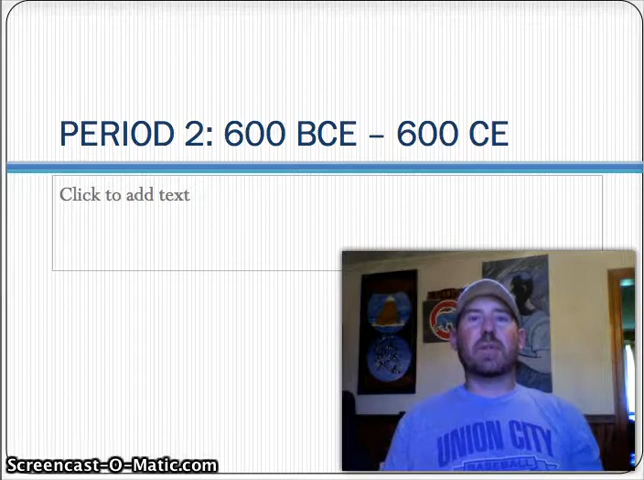 PERIOD 2: 600 BCE – 600 CE
Click to add text
UNION CITY
BASEBALL
Screencast-O-Matic.com